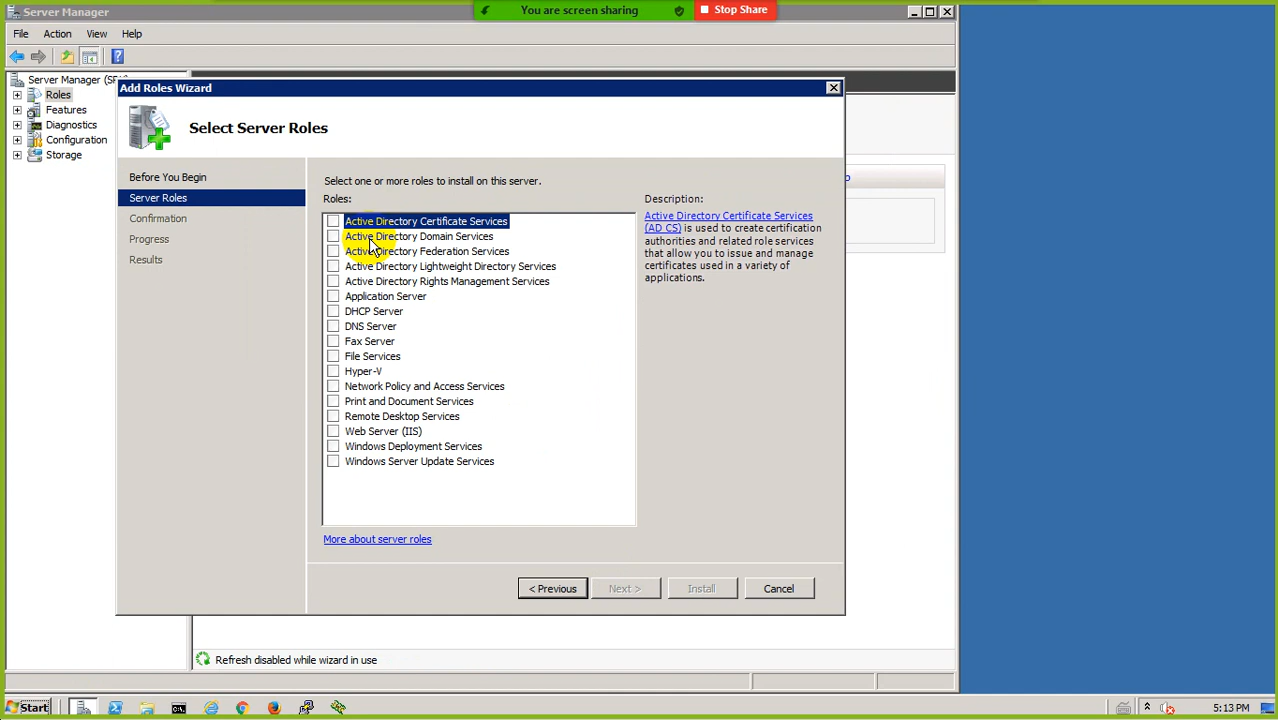 You are screen sharing
Stop Share
Server Manager
File Action View Help
Server Manager (SR
Roles
Features
Diagnostics
Configuration
Storage
Add Roles Wizard
Select Server Roles
Before You Begin
Server Roles
Confirmation
Progress
Results
Select one or more roles to install on this server.
Roles:
Active Directory Certificate Services
Active Directory Domain Services
Active Directory Federation Services
Active Directory Lightweight Directory Services
Active Directory Rights Management Services
Application Server
DHCP Server
DNS Server
Fax Server
File Services
Hyper-V
Network Policy and Access Services
Print and Document Services
Remote Desktop Services
Web Server (IIS)
Windows Deployment Services
Windows Server Update Services
More about server roles
Description:
Active Directory Certificate Services
(AD CS) is used to create certification
authorities and related role services
that allow you to issue and manage
certificates used in a variety of
applications.
< Previous
Next >
Install
Cancel
Refresh disabled while wizard in use
Start
5:13 PM